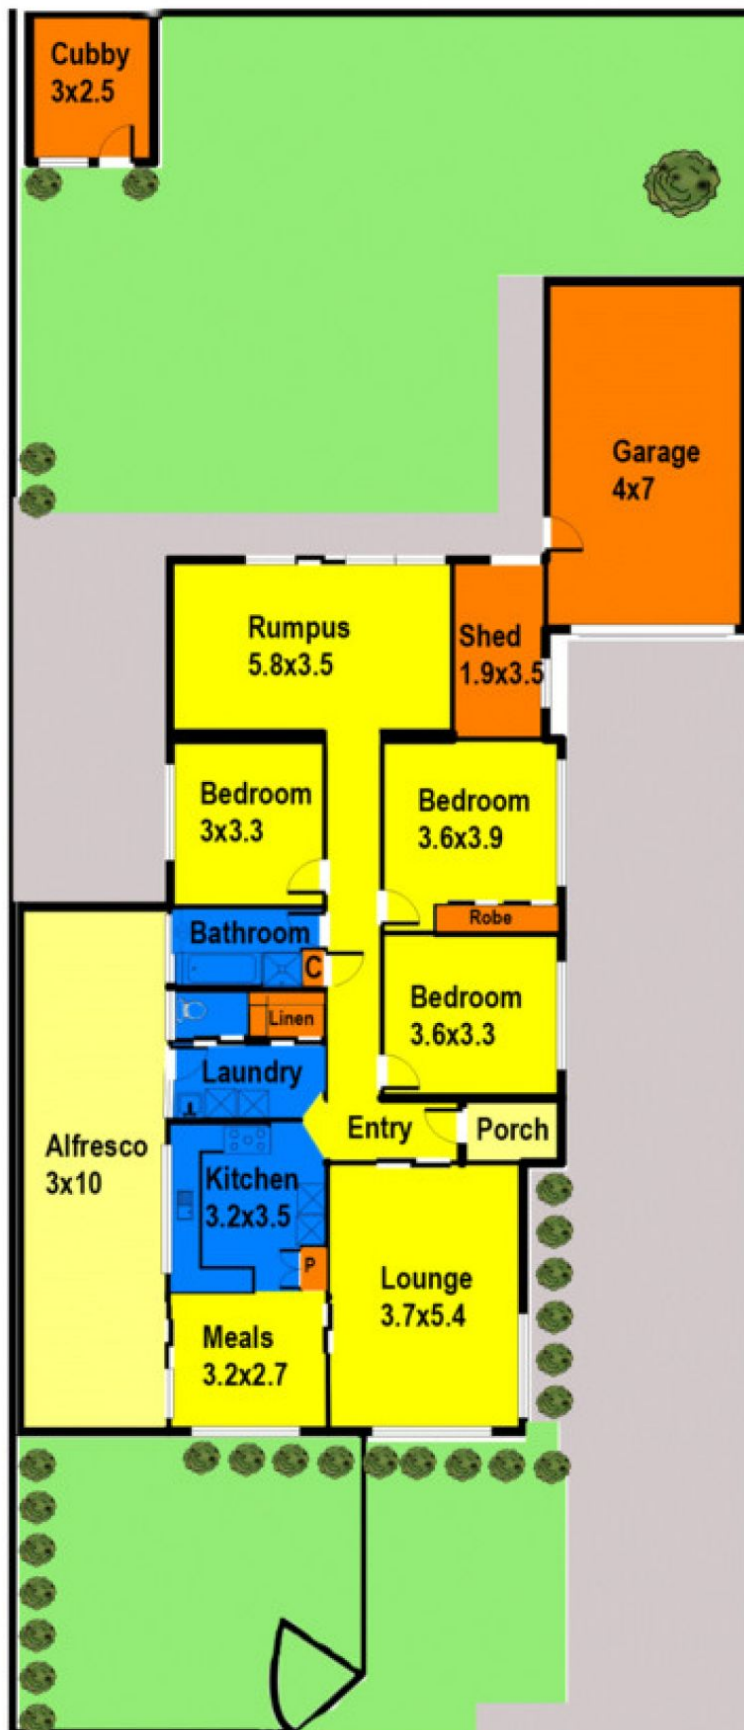 Cubby
3x2.5
Garage
4x7
Rumpus
5.8x3.5
Shed
1.9x3.5
Bedroom
3x3.3
Bedroom
3.6x3.9
Robe
Bathroom
C
Bedroom
3.6x3.3
Linen
Laundry
Entry
Porch
Alfresco
3x10
Kitchen
3.2x3.5
P
Lounge
3.7x5.4
Meals
3.2x2.7